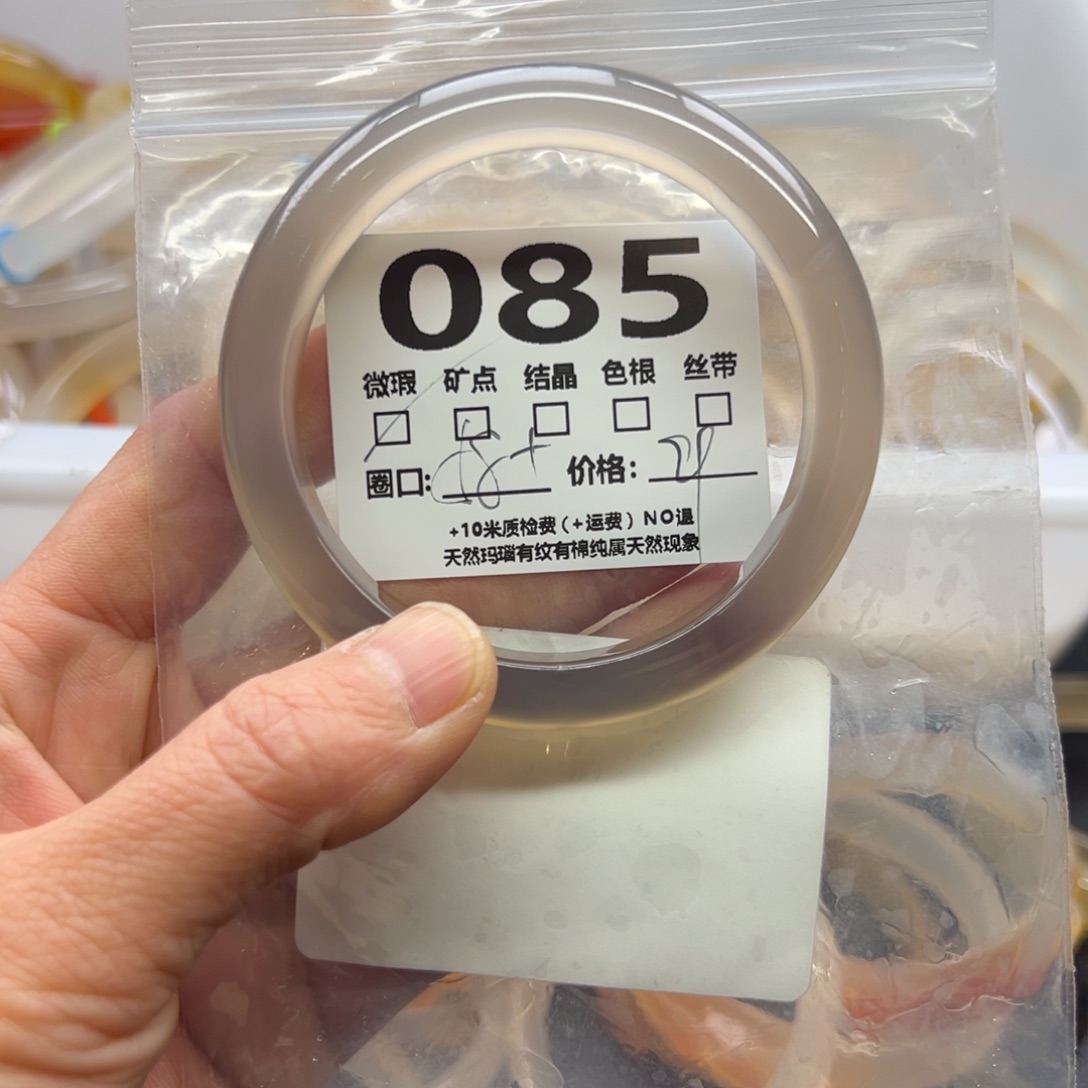 085
微瑕 矿点 结晶 色根 丝带
圈口: 58+ 价格:
+10米质检费(+运费) NO退
天然玛瑙有纹有棉纯属天然现象